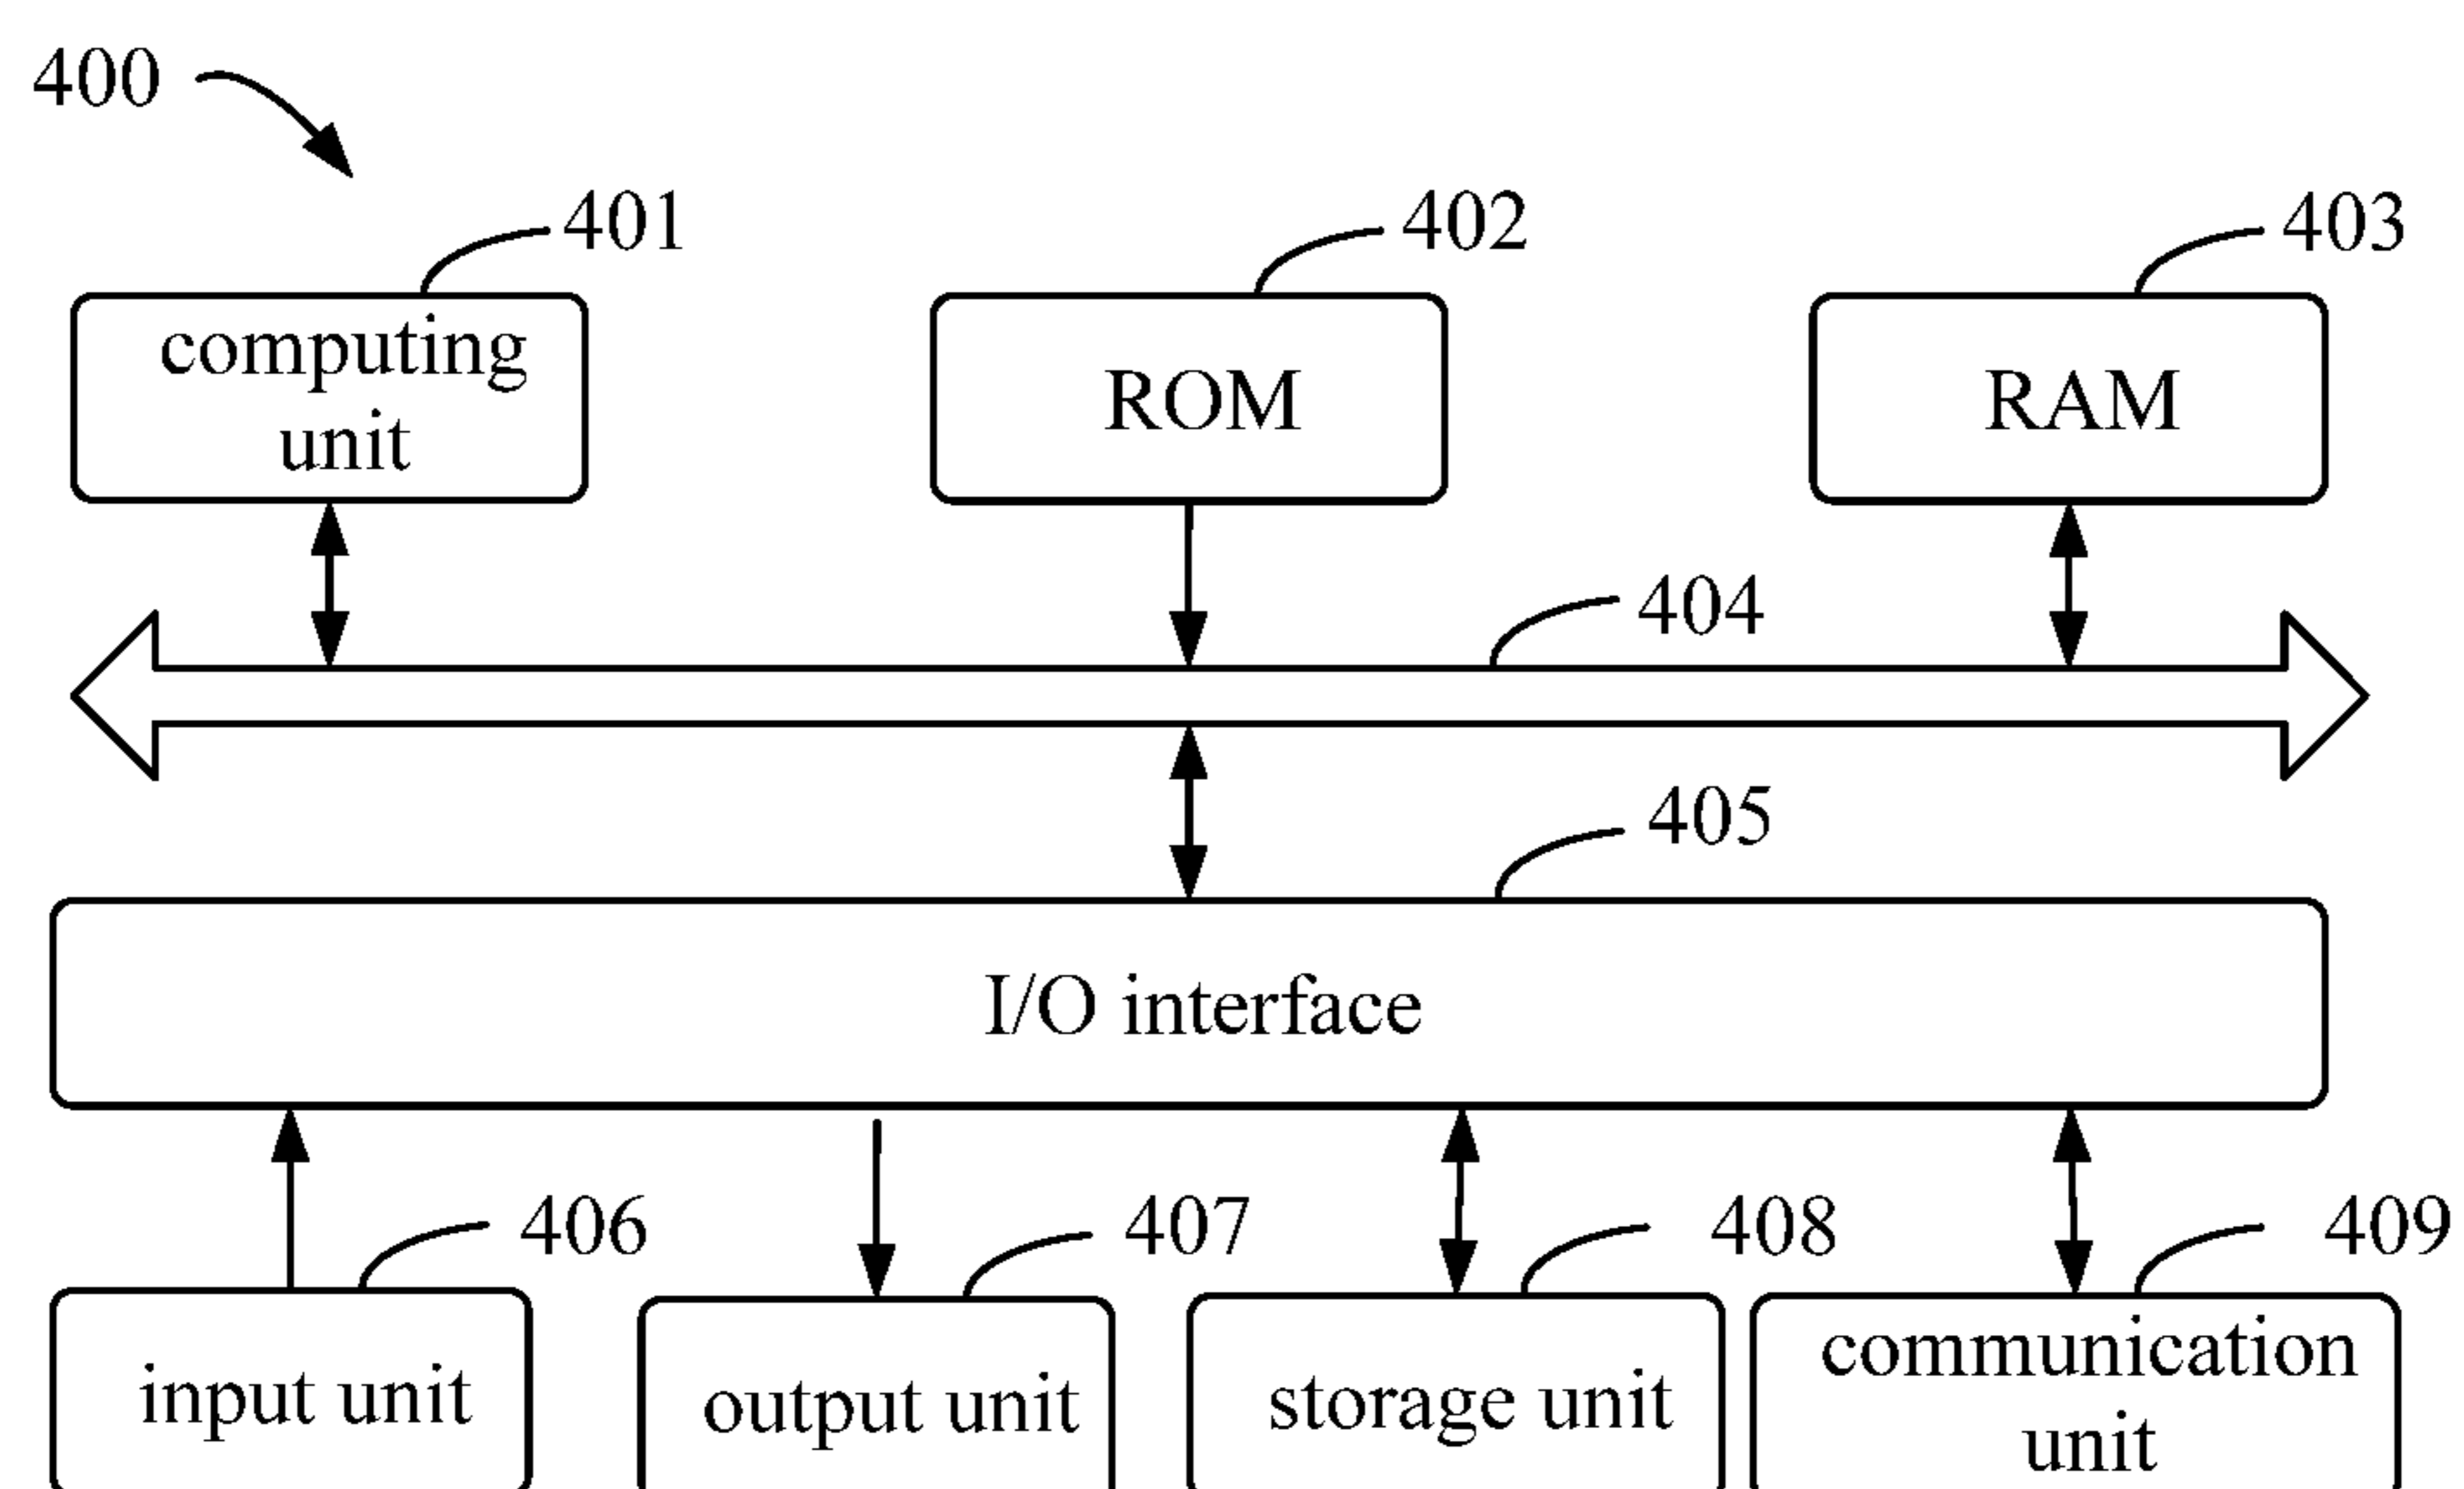 400
401
402
403
computing
unit
ROM
RAM
404
405
I/O interface
406
407
408
409
input unit
output unit
storage unit
communication
unit